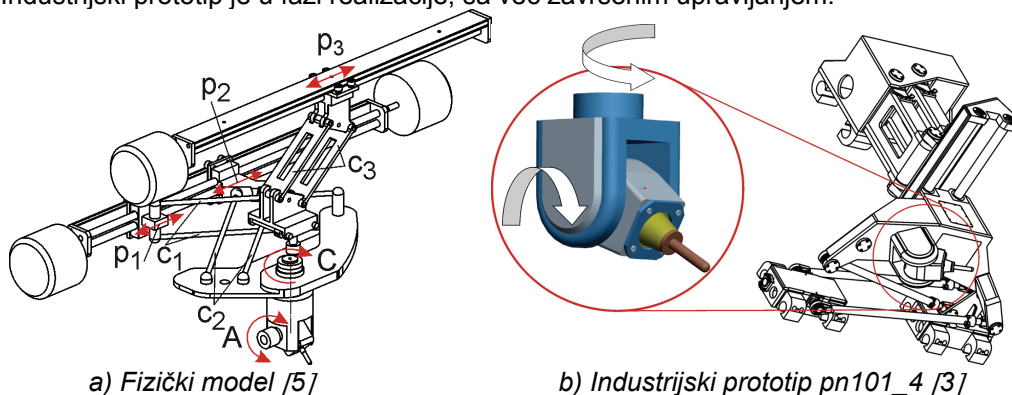 Industrijski prototip je u fazi realizacije, sa već završenim upravljanjem.
p3
p2
c3
p1 c1
C
c2
A
a) Fizički model [5]
b) Industrijski prototip pn101_4 [3]